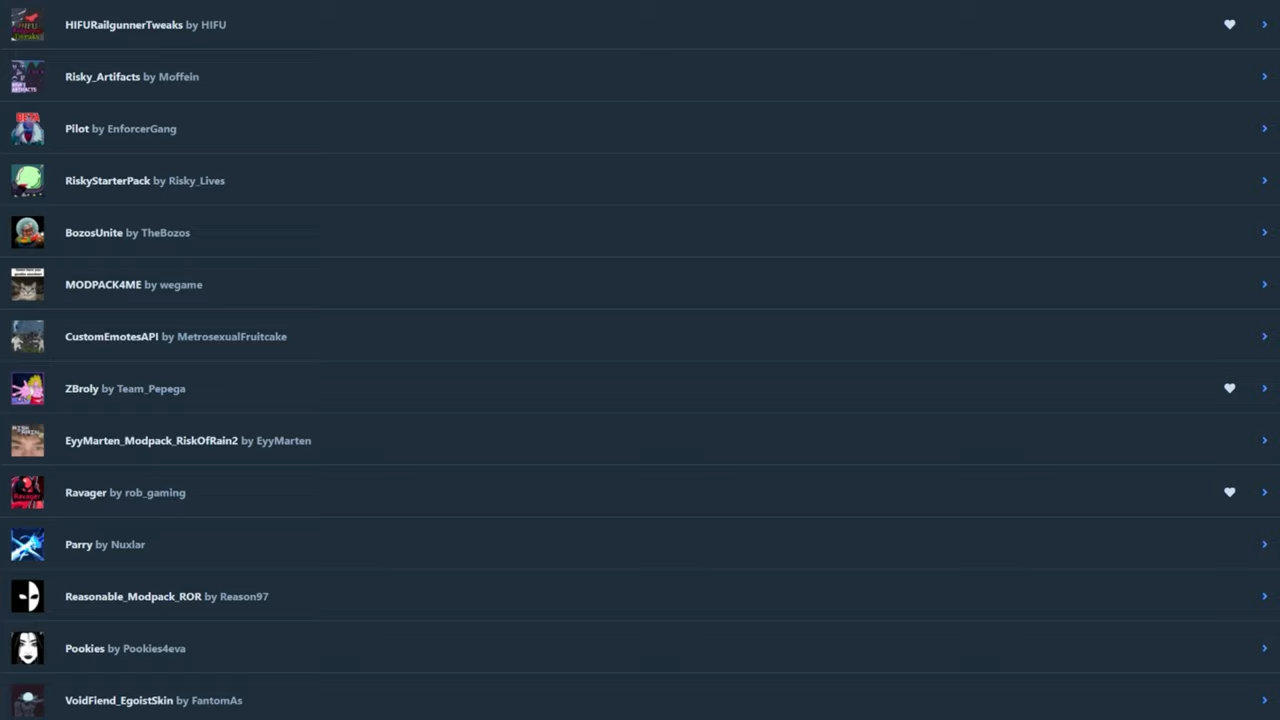 HIFURailgunnerTweaks by HIFU
Risky_Artifacts by Moffein
Pilot by EnforcerGang
RiskyStarterPack by Risky_Lives
BozosUnite by TheBozos
MODPACK4ME by wegame
CustomEmotesAPI by MetrosexualFruitcake
ZBroly by Team_Pepega
EyyMarten_Modpack_RiskOfRain2 by EyyMarten
Ravager by rob_gaming
Parry by Nuxlar
Reasonable_Modpack_ROR by Reason97
Pookies by Pookies4eva
VoidFiend_EgoistSkin by FantomAs